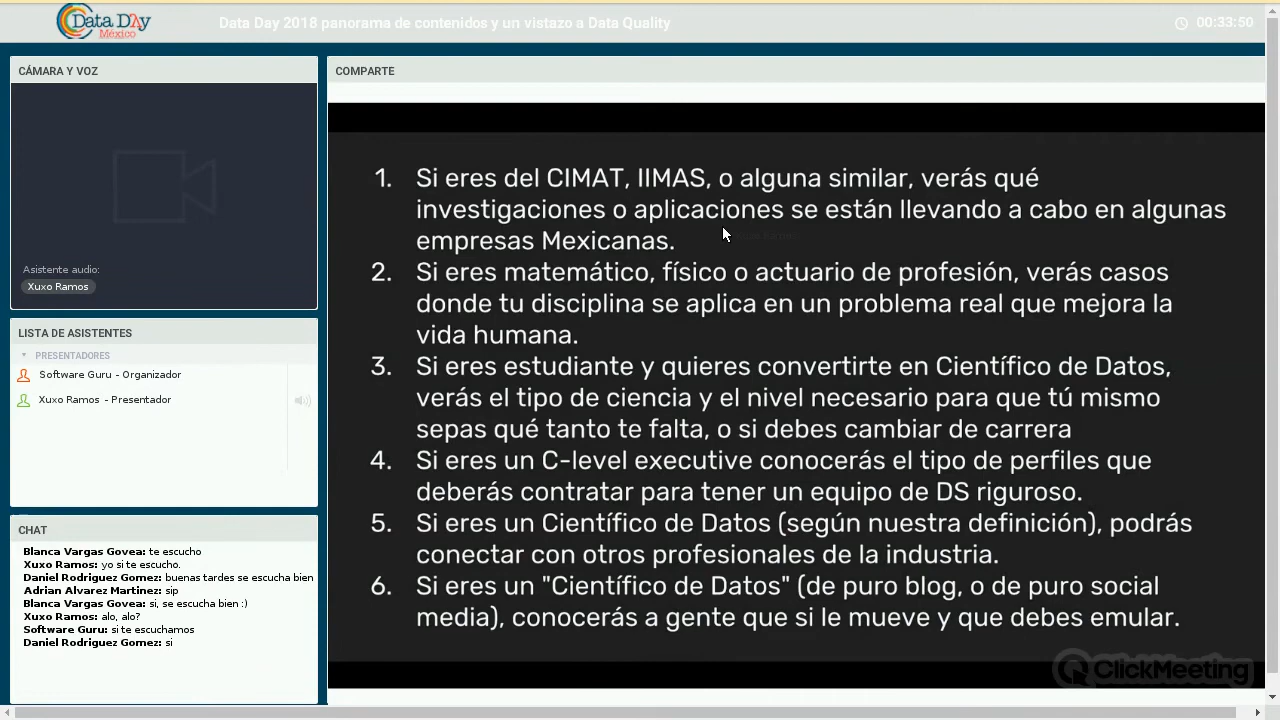 Data Day
México
Data Day 2018 panorama de contenidos y un vistazo a Data Quality
00:33:50
CÁMARA Y VOZ
Asistente audio:
Xuxo Ramos
LISTA DE ASISTENTES
PRESENTADORES
Software Guru - Organizador
Xuxo Ramos - Presentador
CHAT
Blanca Vargas Govea: te escucho
Xuxo Ramos: yo si te escucho.
Daniel Rodriguez Gomez: buenas tardes se escucha bien
Adrian Alvarez Martinez: sip
Blanca Vargas Govea: si, se escucha bien :)
Xuxo Ramos: alo, alo?
Software Guru: si te escuchamos
Daniel Rodriguez Gomez: si
COMPARTE
1. Si eres del CIMAT, IIMAS, o alguna similar, verás qué
investigaciones o aplicaciones se están llevando a cabo en algunas
empresas Mexicanas.
2. Si eres matemático, físico o actuario de profesión, verás casos
donde tu disciplina se aplica en un problema real que mejora la
vida humana.
3. Si eres estudiante y quieres convertirte en Científico de Datos,
verás el tipo de ciencia y el nivel necesario para que tú mismo
sepas qué tanto te falta, o si debes cambiar de carrera
4. Si eres un C-level executive conocerás el tipo de perfiles que
deberás contratar para tener un equipo de DS riguroso.
5. Si eres un Científico de Datos (según nuestra definición), podrás
conectar con otros profesionales de la industria.
6. Si eres un "Científico de Datos" (de puro blog, o de puro social
media), conocerás a gente que si le mueve y que debes emular.
ClickMeeting